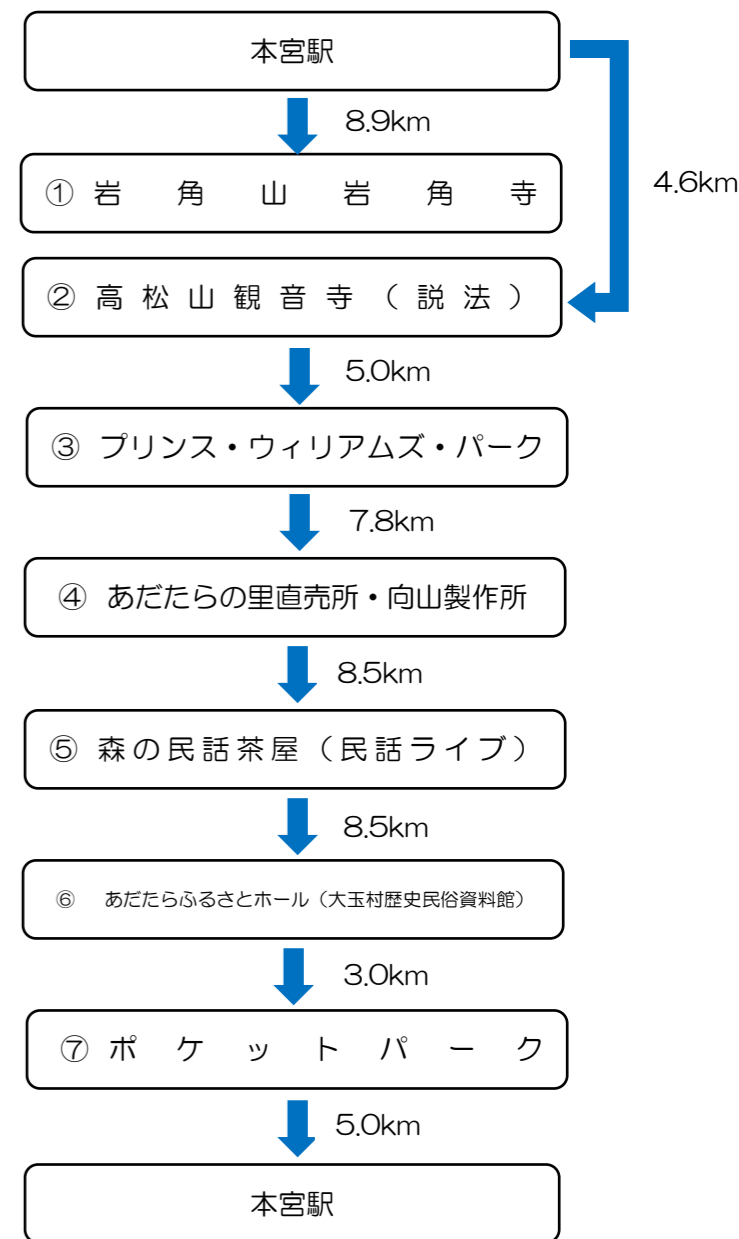 本宮駅
8.9km
①岩角山岩角寺
4.6km
②高松山観音寺(説法)
5.0km
③ プリンス・ウィリアムズ・パーク
7.8km
④ あだたらの里直売所・向山製作所
8.5km
⑤ 森の民話茶屋(民話ライブ)
8.5km
⑥ あだたらふるさとホール(大玉村歴史民俗資料館)
3.0km
⑦ポケットパーク
5.0km
本宮駅